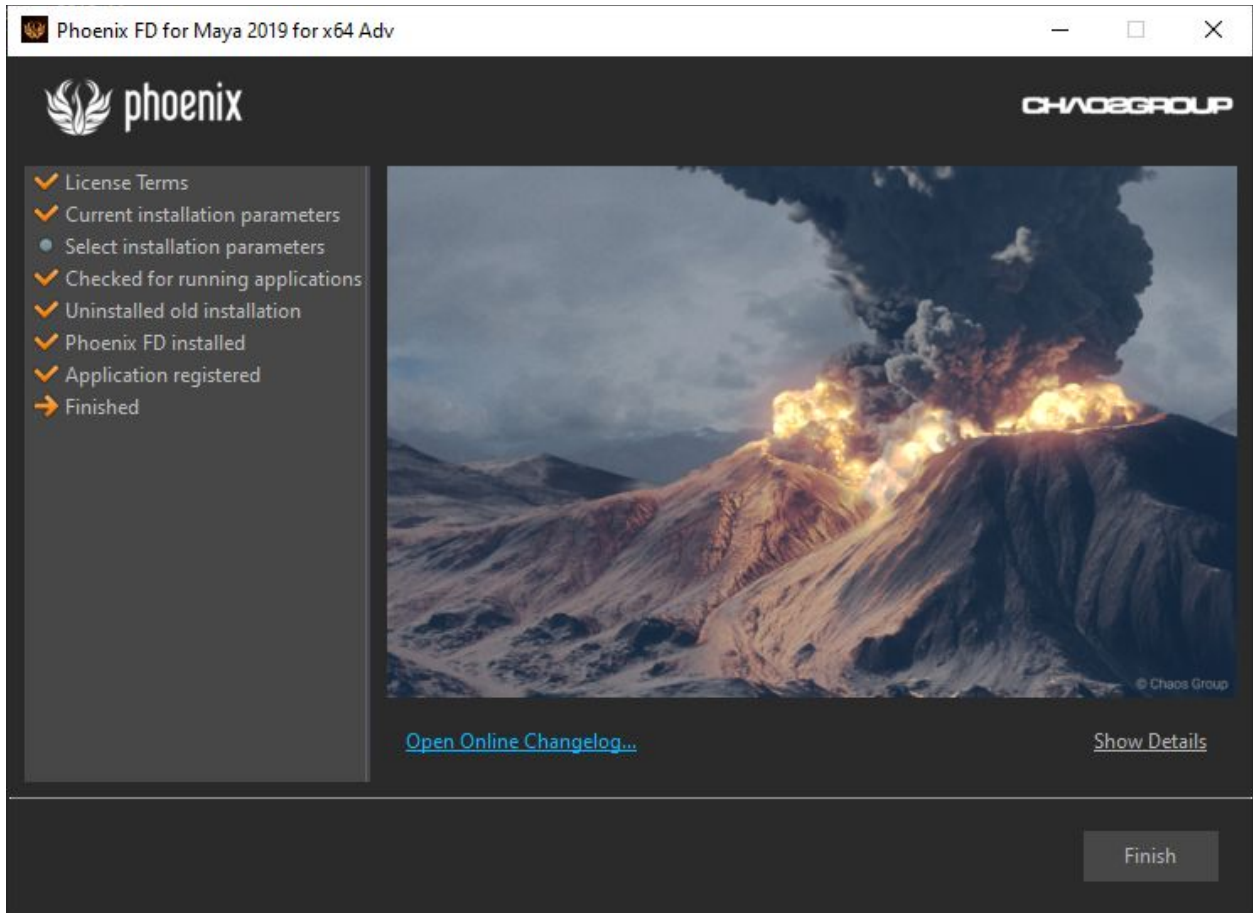 Phoenix FD for Maya 2019 for x64 Adv
phoenix
CHAOSGROUP
License Terms
Current installation parameters
Select installation parameters
Checked for running applications
Uninstalled old installation
Phoenix FD installed
Application registered
Finished
© Chaos Group
Open Online Changelog...
Show Details
Finish